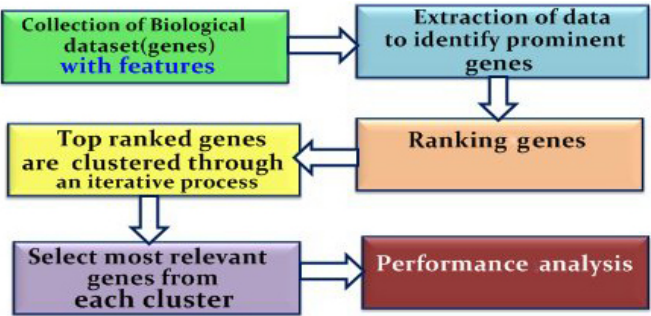 Collection of Biological
dataset(genes)
with features
Extraction of data
to identify prominent
genes
Ranking genes
Top ranked genes
are clustered through
an iterative process
Select most relevant
genes from
each cluster
Performance analysis